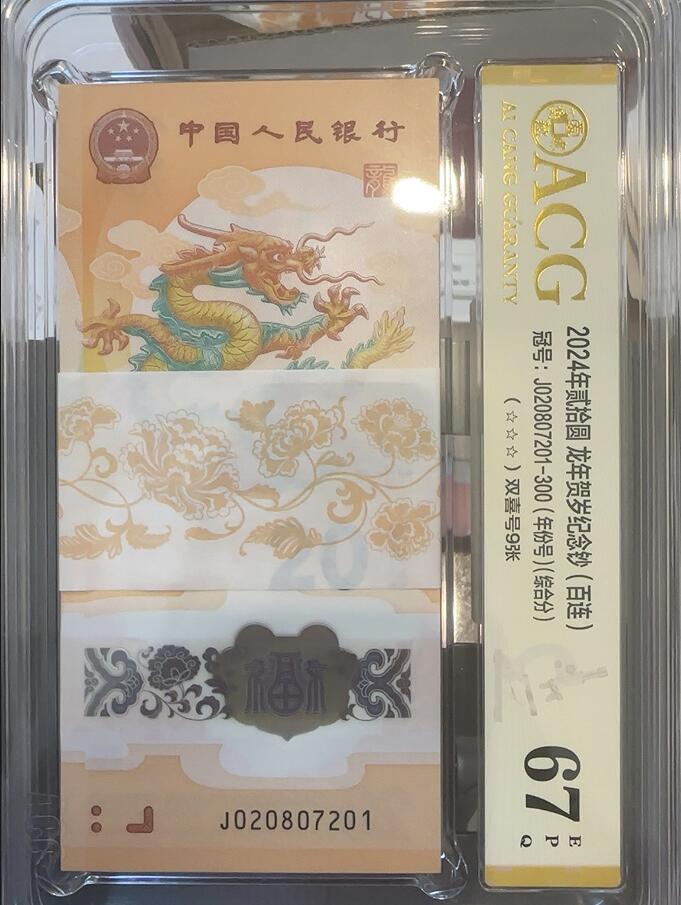 中国人民银行
龍
20
福
J020807201
ACG
AI CANG GUARANTY
2024年贰拾圆 龙年贺岁纪念钞（百连）
冠号：J020807201-300（年份号）（综合分）
（☆☆☆）双喜号9张
67
EPQ